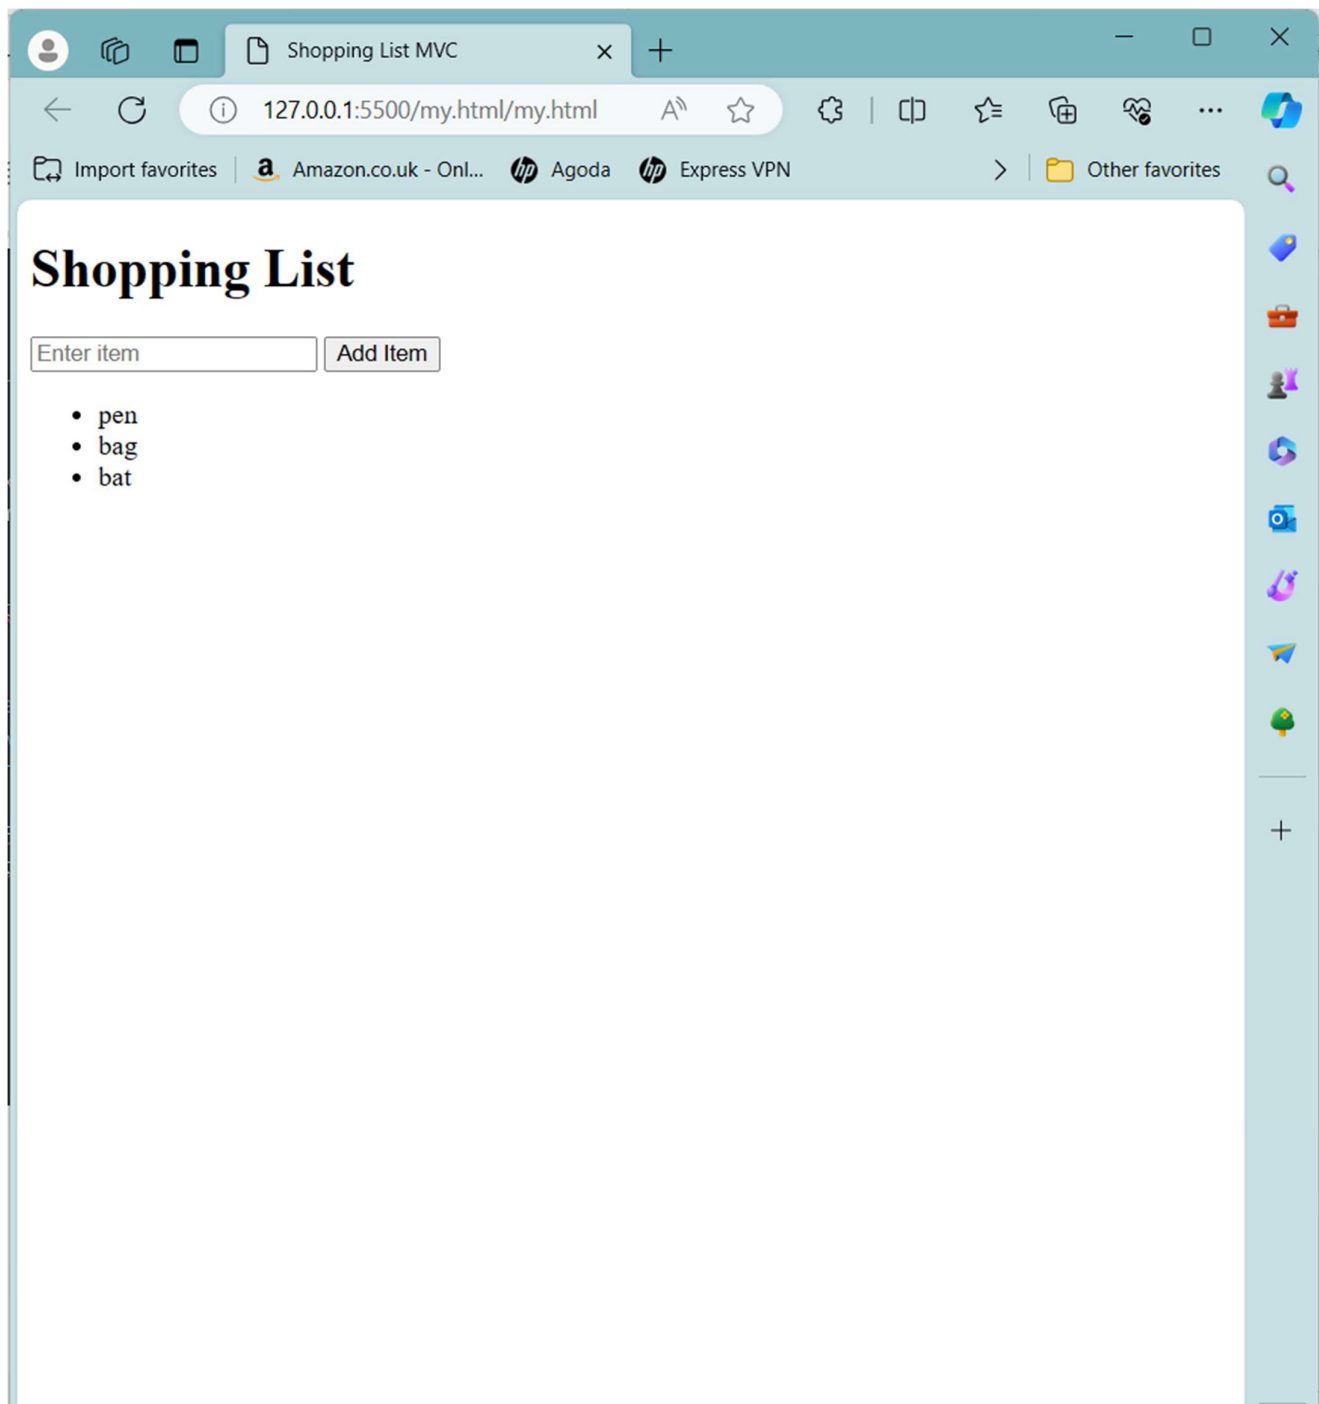 Shopping List MVC
127.0.0.1:5500/my.html/my.html
Import favorites Amazon.co.uk - Onl... Agoda Express VPN Other favorites
Shopping List
Enter item Add Item
pen
bag
bat